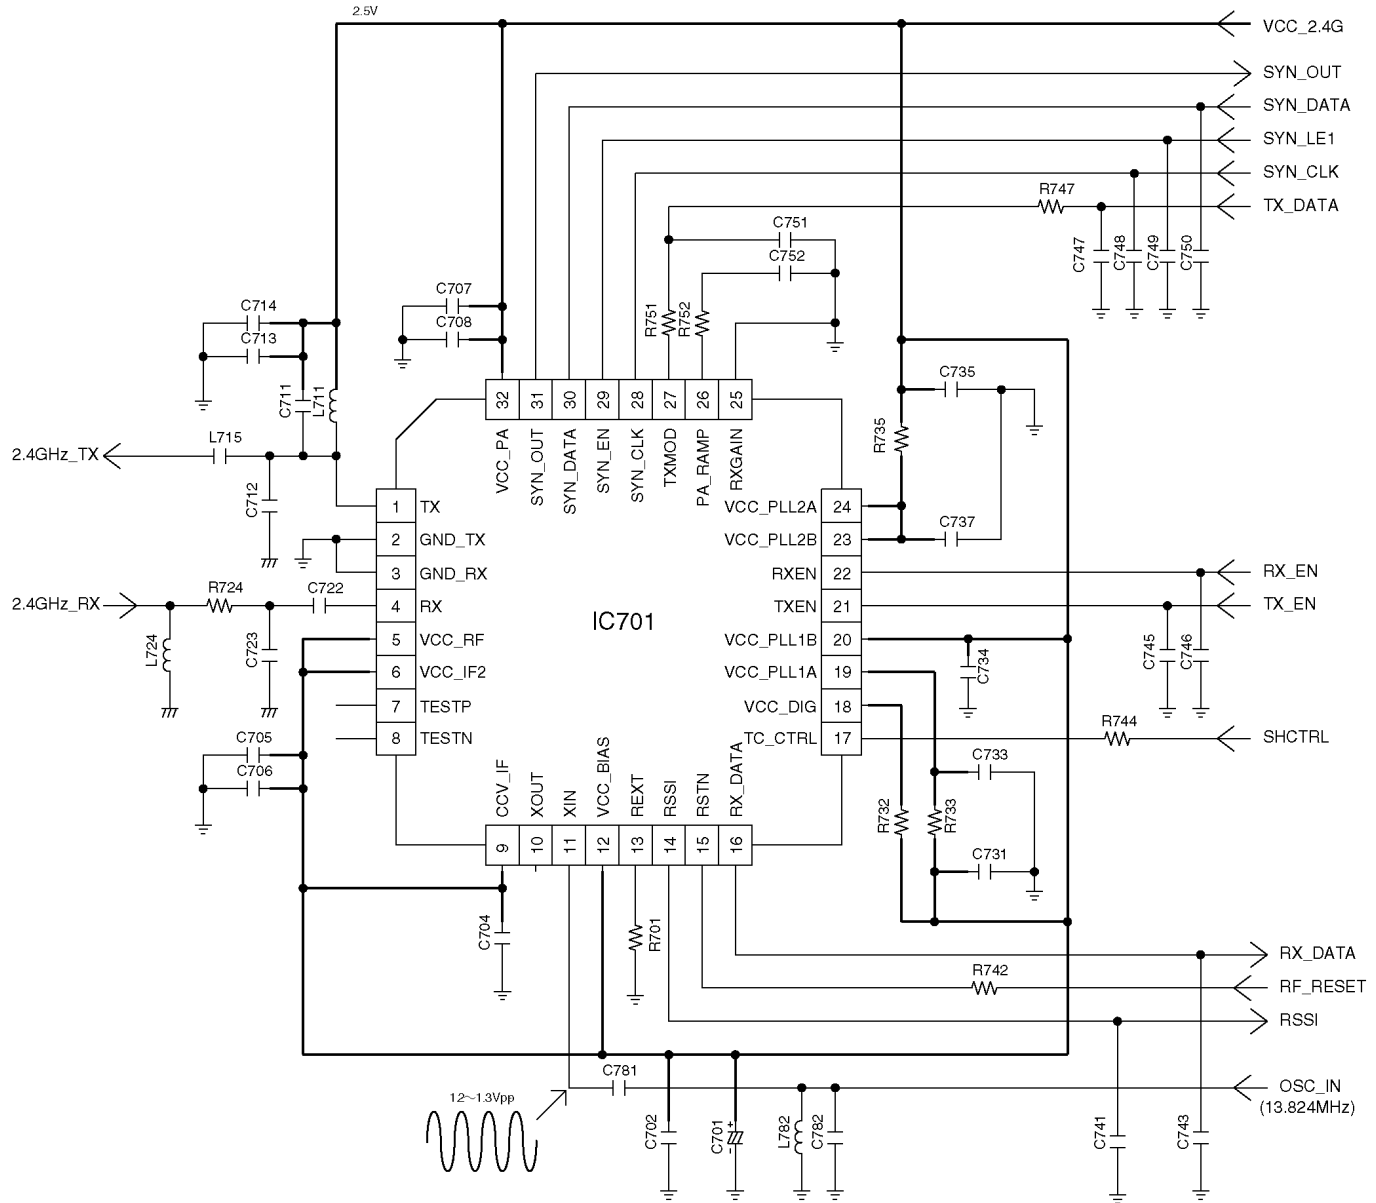 2.5V
VCC_2.4G
SYN_OUT
SYN_DATA
SYN_LE1
SYN_CLK
R747
TX_DATA
C751
C752
C747
C748
C749
C750
C707
C708
R751
R752
C714
C713
C711
L711
C735
R735
C737
L715
2.4GHz_TX
C712
32
31
30
29
28
27
26
25
VCC_PA
SYN_OUT
SYN_DATA
SYN_EN
SYN_CLK
TXMOD
PA_RAMP
RXGAIN
1 TX
2 GND_TX
3 GND_RX
4 RX
5 VCC_RF
6 VCC_IF2
7 TESTP
8 TESTN
IC701
VCC_PLL2A 24
VCC_PLL2B 23
RXEN 22
TXEN 21
VCC_PLL1B 20
VCC_PLL1A 19
VCC_DIG 18
TC_CTRL 17
RX_EN
TX_EN
2.4GHz_RX
R724
C722
L724
C723
C734
C745
C746
R744
SHCTRL
C705
C706
CCV_IF
XOUT
XIN
VCC_BIAS
REXT
RSSI
RSTN
RX_DATA
9
10
11
12
13
14
15
16
C733
R732
R733
C731
C704
R701
RX_DATA
R742
RF_RESET
RSSI
C781
OSC_IN
(13.824MHz)
1.2~1.3Vpp
C702
C701
+
-
L782
C782
C741
C743